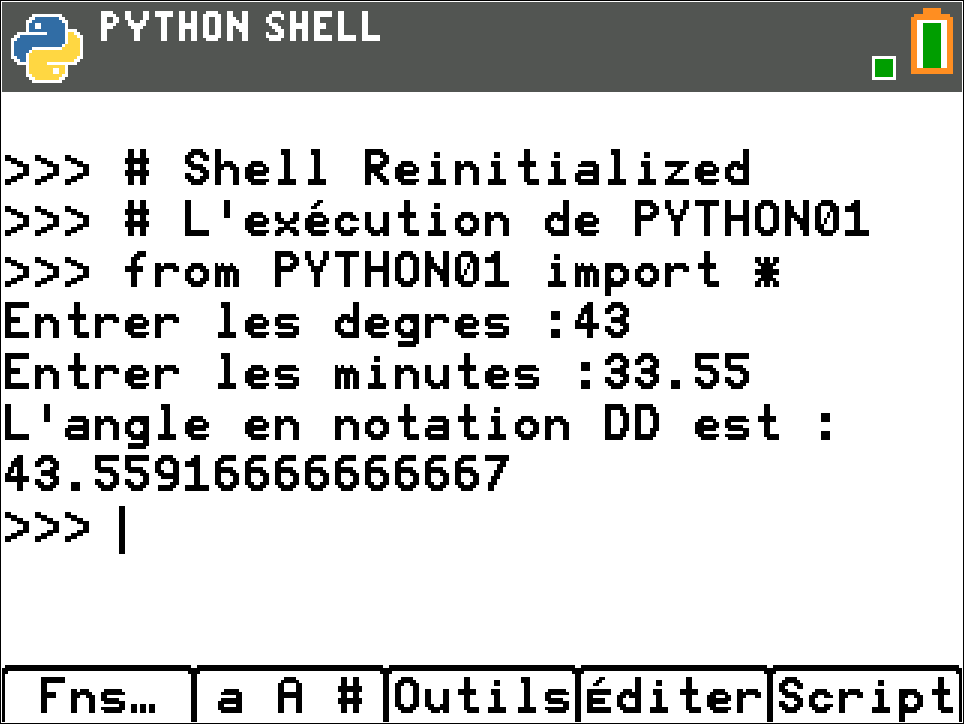 PYTHON SHELL
>>> # Shell Reinitialized
>>> # L'exécution de PYTHON01
>>> from PYTHON01 import *
Entrer les degres :43
Entrer les minutes :33.55
L'angle en notation DD est :
43.55916666666667
>>>
Fns… a A # Outils Éditer Script